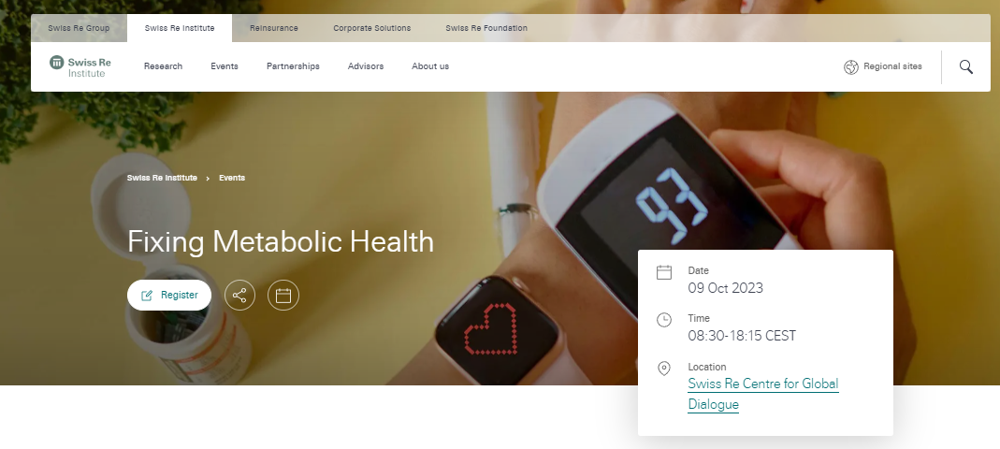 Swiss Re Group
Swiss Re Institute
Reinsurance
Corporate Solutions
Swiss Re Foundation
Swiss Re
Institute
Research
Events
Partnerships
Advisors
About us
Regional sites
Swiss Re Institute > Events
93
Fixing Metabolic Health
Register
Date
09 Oct 2023
Time
08:30-18:15 CEST
Location
Swiss Re Centre for Global
Dialogue